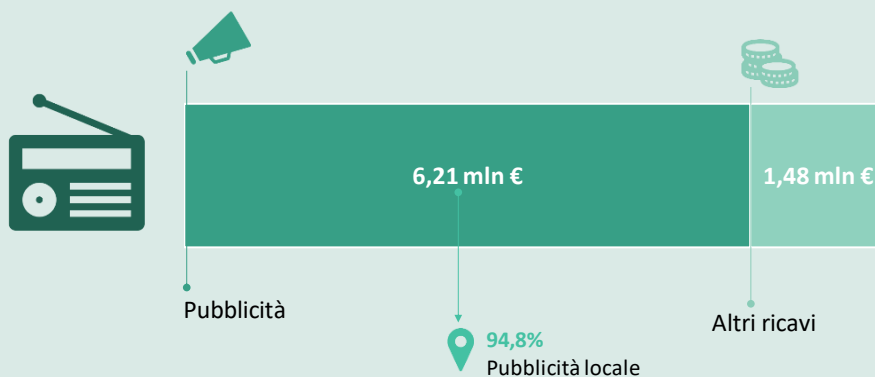 6,21 mln €
1,48 mln €
Pubblicità
Altri ricavi
94,8%
Pubblicità locale